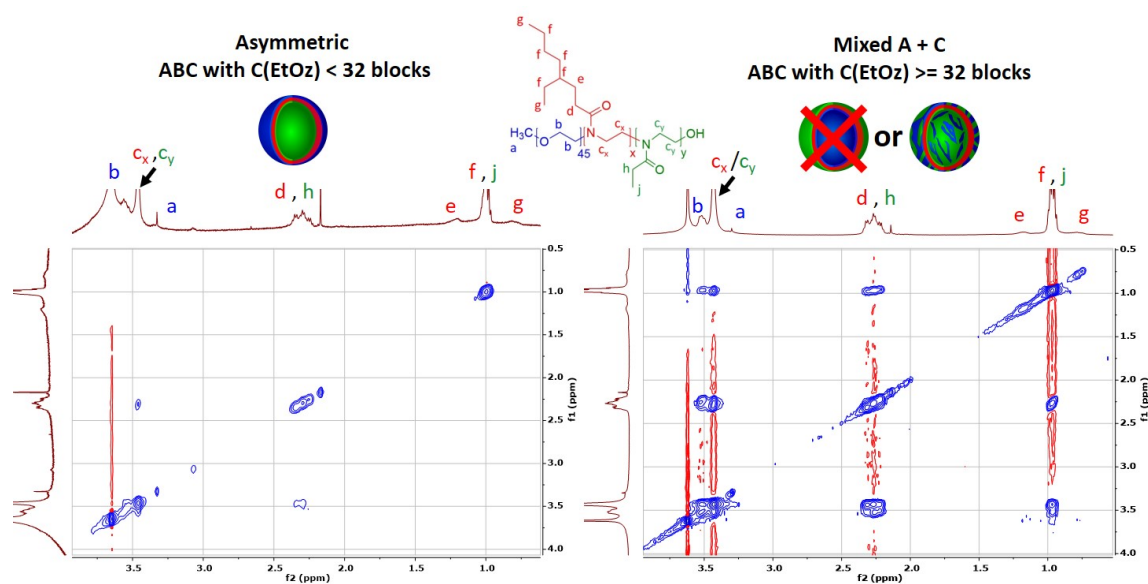 Asymmetric
ABC with C(EtOz) < 32 blocks
Mixed A + C
ABC with C(EtOz) >= 32 blocks
or
g
f
f
f
f
f
f
e
g
d
O
H3C
a
O
b
b
45
N
cx
cx
x
N
cy
cy
y
OH
h
O
j
b
cx,cy
a
d , h
e
f , j
g
b
cx/cy
a
d , h
e
f , j
g
0.5
1.0
1.5
2.0
2.5
3.0
3.5
4.0
f1 (ppm)
3.5
3.0
2.5
2.0
1.5
1.0
f2 (ppm)
0.5
1.0
1.5
2.0
2.5
3.0
3.5
4.0
f1 (ppm)
3.5
3.0
2.5
2.0
1.5
1.0
f2 (ppm)